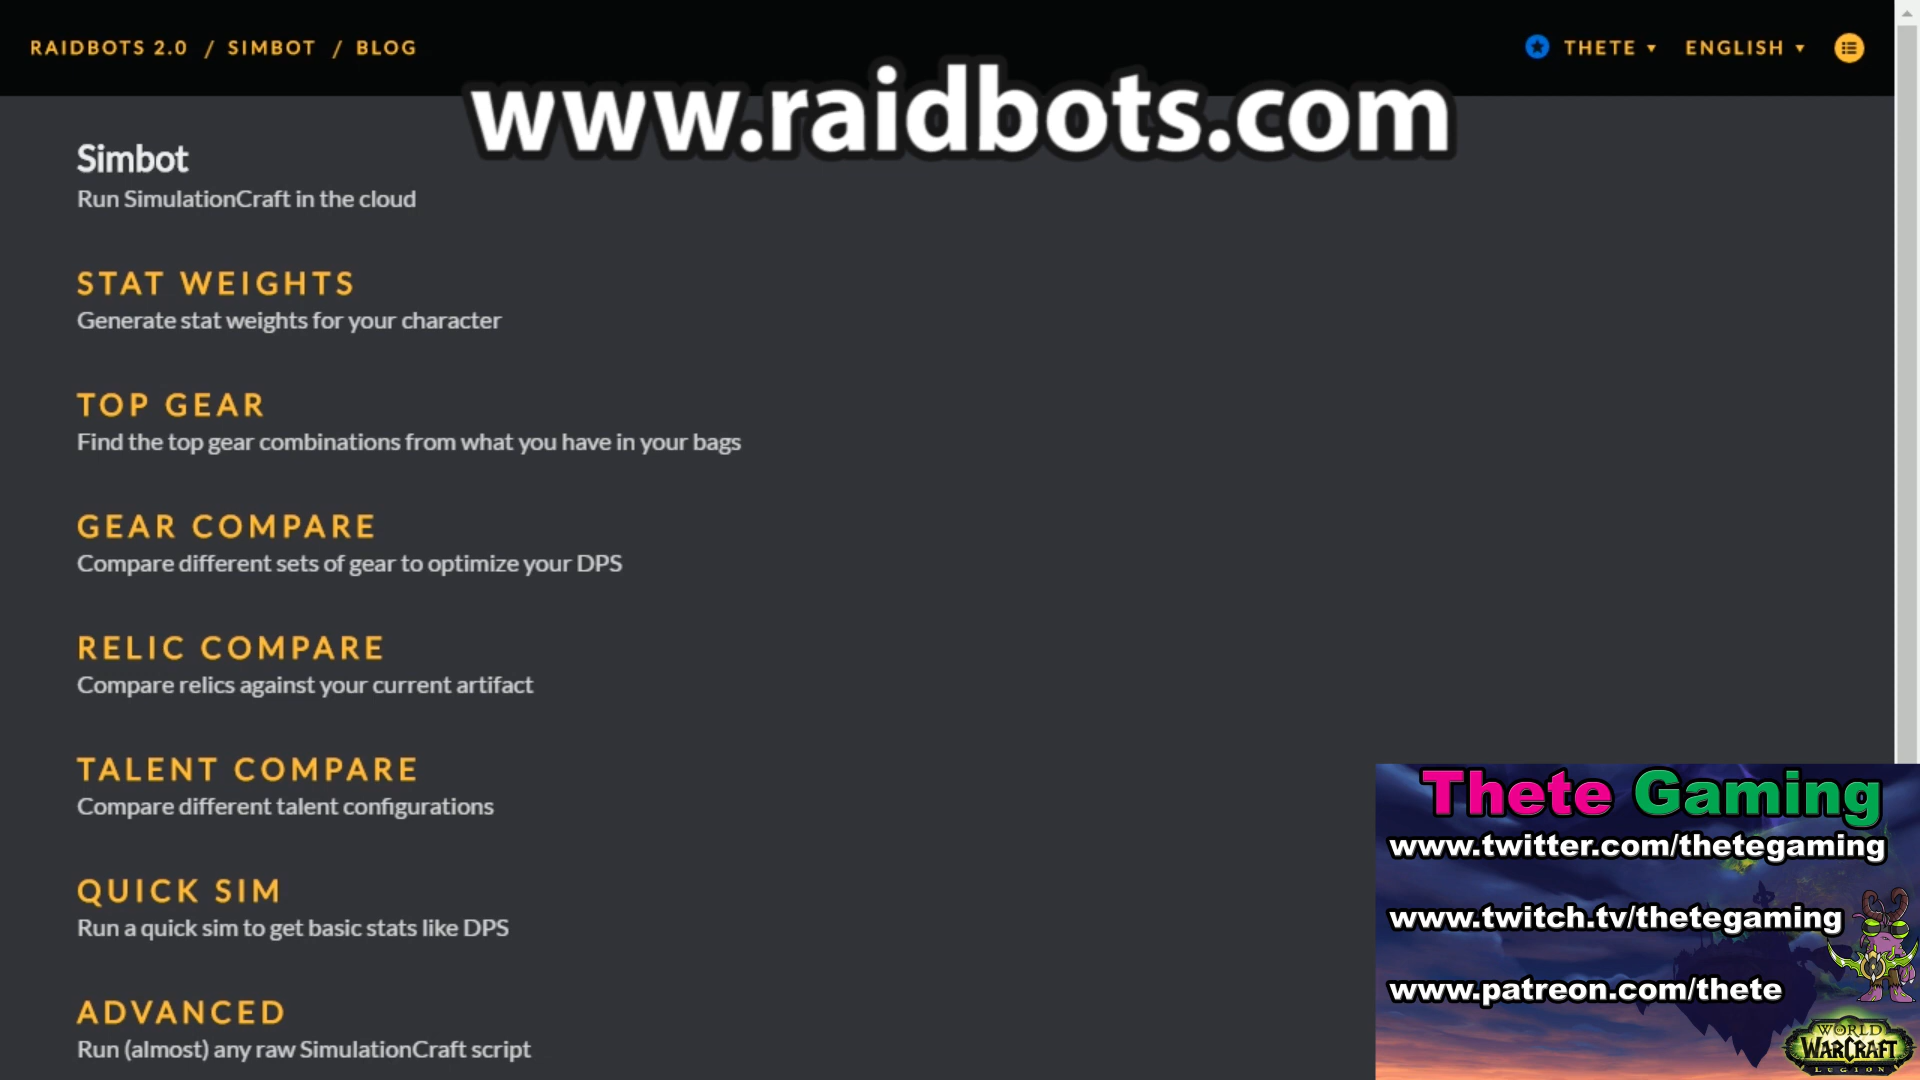 RAIDBOTS 2.0 / SIMBOT / BLOG
THETE ▾ ENGLISH ▾
www.raidbots.com
Simbot
Run SimulationCraft in the cloud
STAT WEIGHTS
Generate stat weights for your character
TOP GEAR
Find the top gear combinations from what you have in your bags
GEAR COMPARE
Compare different sets of gear to optimize your DPS
RELIC COMPARE
Compare relics against your current artifact
TALENT COMPARE
Compare different talent configurations
QUICK SIM
Run a quick sim to get basic stats like DPS
ADVANCED
Run (almost) any raw SimulationCraft script
Thete Gaming
www.twitter.com/thetegaming
www.twitch.tv/thetegaming
www.patreon.com/thete
WORLD
OF
WARCRAFT
LEGION